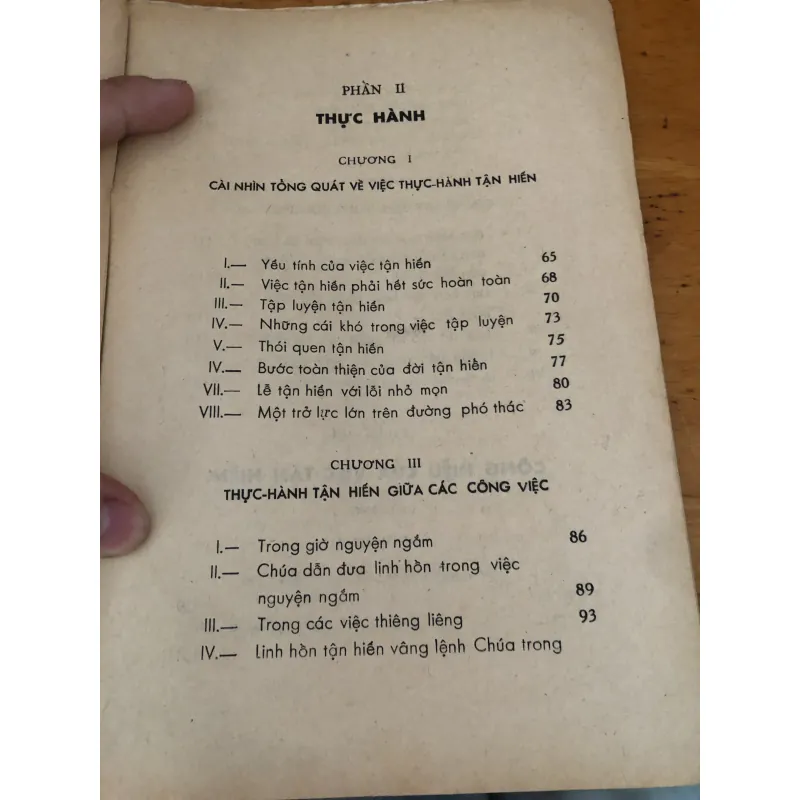 PHẦN II
THỰC HÀNH
CHƯƠNG I
CÀI NHÌN TỔNG QUÁT VỀ VIỆC THỰC-HÀNH TẬN HIẾN
I.— Yếu tính của việc tận hiến 65
II.— Việc tận hiến phải hết sức hoàn toàn 68
III.— Tập luyện tận hiến 70
IV.— Những cái khó trong việc tập luyện 73
V.— Thói quen tận hiến 75
IV.— Bước toàn thiện của đời tận hiến 77
VII.— Lễ tận hiến với lỗi nhỏ mọn 80
VIII.— Một trở lực lớn trên đường phó thác 83
CHƯƠNG III
THỰC-HÀNH TẬN HIẾN GIỮA CÁC CÔNG VIỆC
I.— Trong giờ nguyện ngắm 86
II.— Chúa dẫn đưa linh hồn trong việc
nguyện ngắm 89
III.— Trong các việc thiêng liêng 93
IV.— Linh hồn tận hiến vâng lệnh Chúa trong